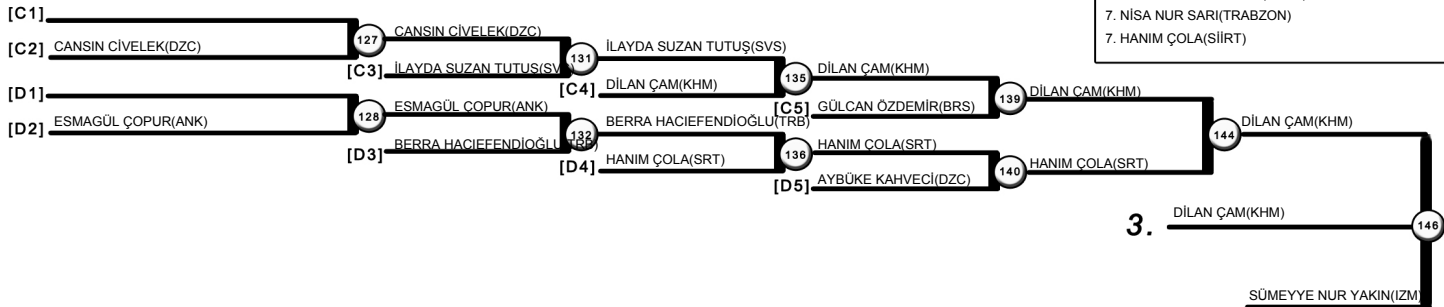 7. NİSA NUR SARI(TRABZON)
7. HANIM ÇOLA(SİİRT)
[C1]
[C2] CANSIN CİVELEK(DZC)
127 CANSIN CİVELEK(DZC)
[C3] İLAYDA SUZAN TUTUŞ(SVS)
131 İLAYDA SUZAN TUTUŞ(SVS)
[C4] DİLAN ÇAM(KHM)
135 DİLAN ÇAM(KHM)
[C5] GÜLCAN ÖZDEMİR(BRS)
139 DİLAN ÇAM(KHM)
[D1]
[D2] ESMAGÜL ÇOPUR(ANK)
128 ESMAGÜL ÇOPUR(ANK)
[D3] BERRA HACIEFENDİOĞLU(TRB)
132 BERRA HACIEFENDİOĞLU(TRB)
[D4] HANIM ÇOLA(SRT)
136 HANIM ÇOLA(SRT)
[D5] AYBÜKE KAHVECİ(DZC)
140 HANIM ÇOLA(SRT)
144 DİLAN ÇAM(KHM)
3. DİLAN ÇAM(KHM)
146
SÜMEYYE NUR YAKIN(IZM)